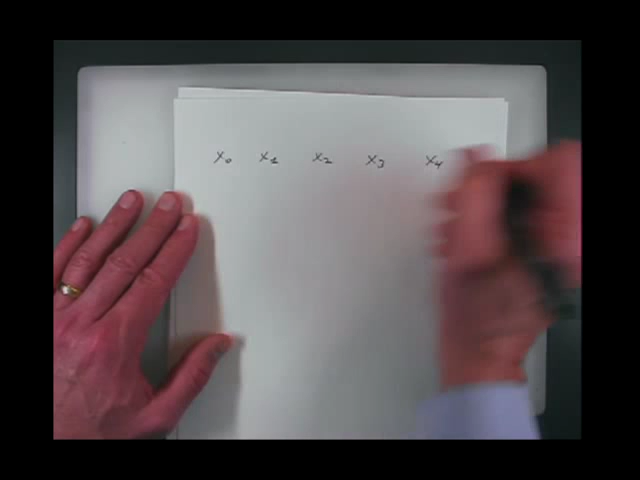 x₀ x₁ x₂ x₃ x₄